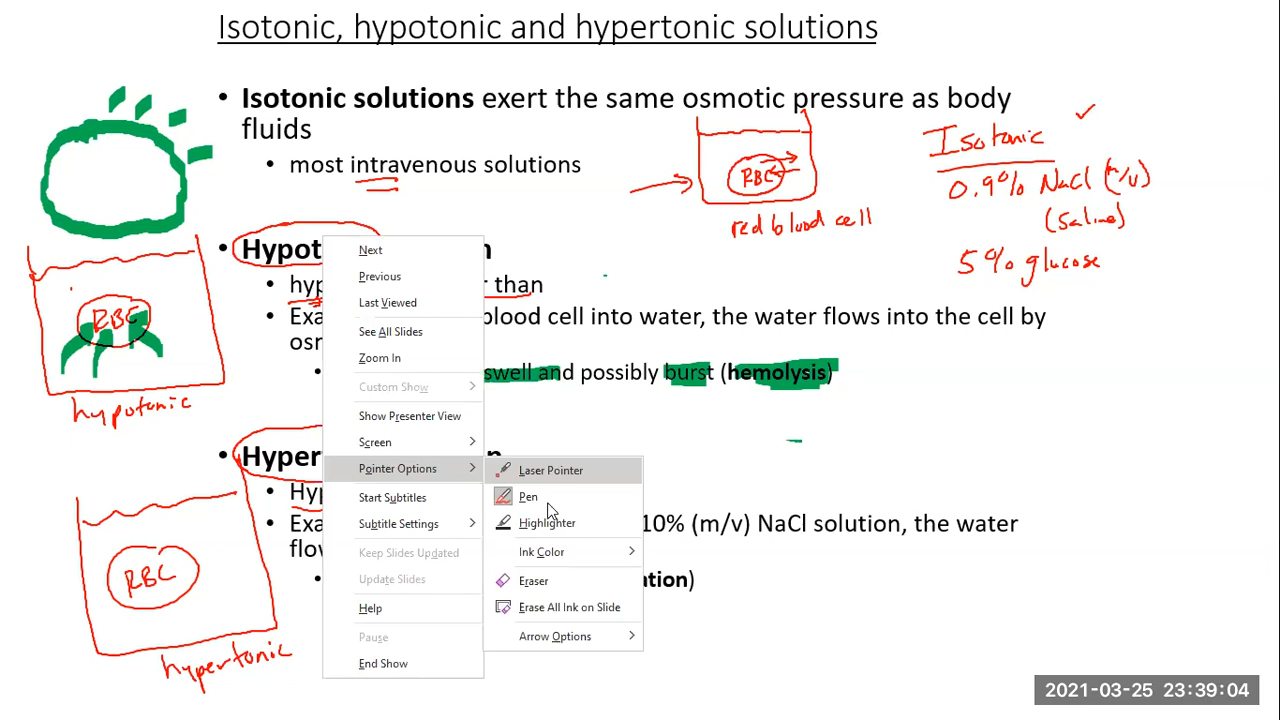 Isotonic, hypotonic and hypertonic solutions
• Isotonic solutions exert the same osmotic pressure as body
fluids
• most intravenous solutions
RBC
red blood cell
Isotonic ✓
0.9% NaCl (m/v)
(saline)
5% glucose
• Hypot
• hyp
r than
• Exa
blood cell into water, the water flows into the cell by
osm
• swell and possibly burst (hemolysis)
RBC
hypotonic
• Hyper
• Hyp
• Exa
10% (m/v) NaCl solution, the water
flow
• ation)
RBC
hypertonic
Next
Previous
Last Viewed
See All Slides
Zoom In
Custom Show
Show Presenter View
Screen
Pointer Options
Start Subtitles
Subtitle Settings
Keep Slides Updated
Update Slides
Help
Pause
End Show
Laser Pointer
Pen
Highlighter
Ink Color
Eraser
Erase All Ink on Slide
Arrow Options
2021-03-25 23:39:04